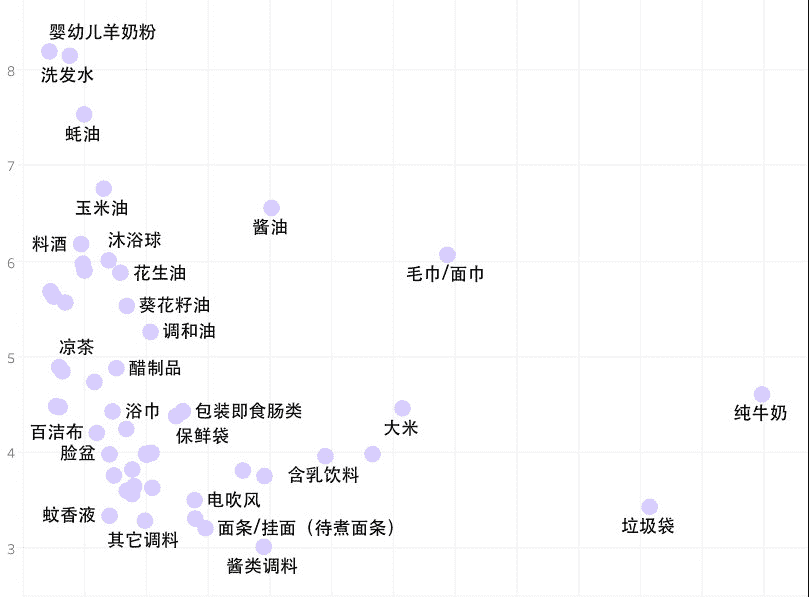 婴幼儿羊奶粉
8
洗发水
蚝油
7
玉米油
酱油
料酒
沐浴球
6
花生油
毛巾/面巾
葵花籽油
调和油
凉茶
5
醋制品
浴巾
包装即食肠类
纯牛奶
百洁布
保鲜袋
大米
4
脸盆
含乳饮料
电吹风
蚊香液
面条/挂面（待煮面条）
垃圾袋
其它调料
3
酱类调料